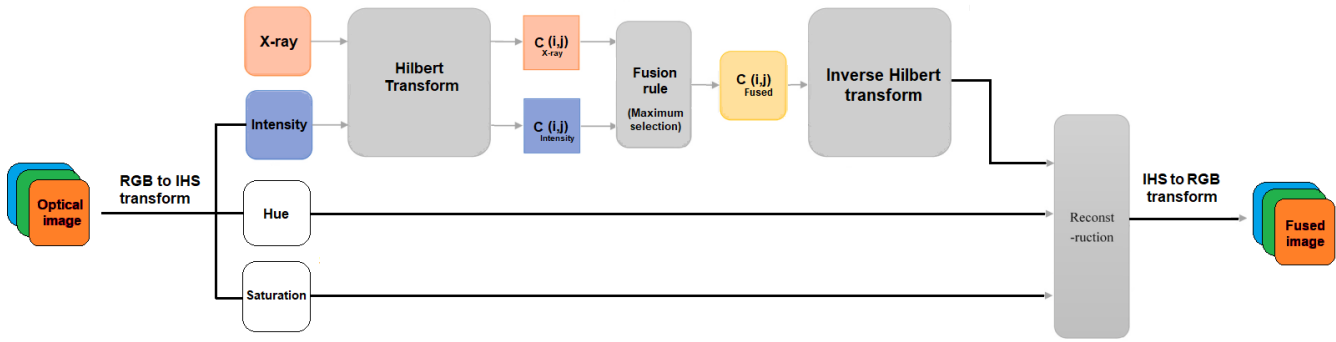 X-ray
Hilbert
Transform
C (i,j)
X-ray
Fusion
rule
(Maximum
selection)
C (i,j)
Fused
Inverse Hilbert
transform
Intensity
C (i,j)
Intensity
RGB to IHS
transform
Optical
image
Hue
Saturation
Reconst
-ruction
IHS to RGB
transform
Fused
image